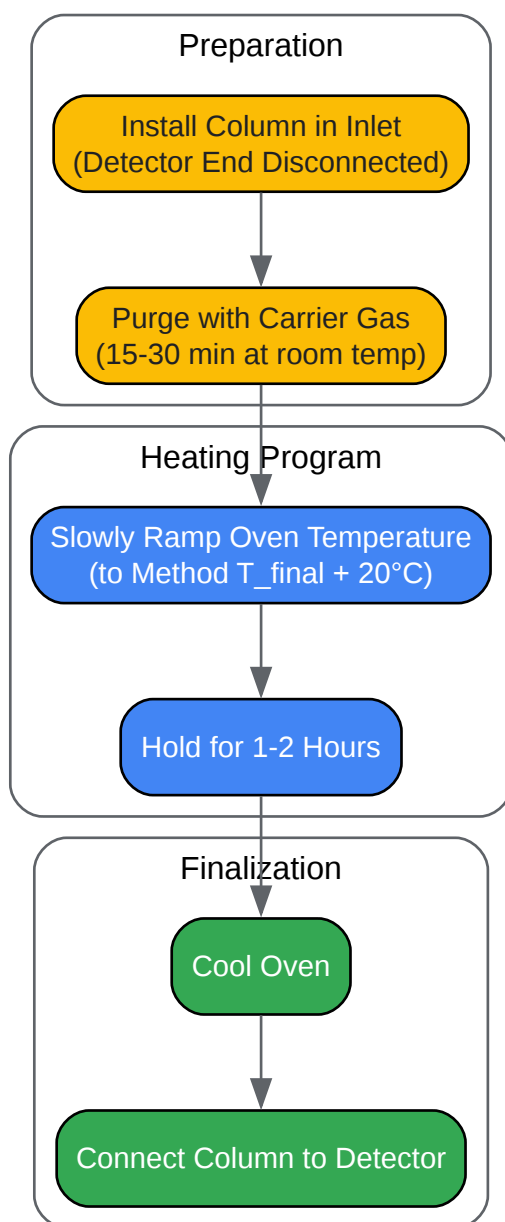 Preparation
Install Column in Inlet
(Detector End Disconnected)
Purge with Carrier Gas
(15-30 min at room temp)
Heating Program
Slowly Ramp Oven Temperature
(to Method T_final + 20°C)
Hold for 1-2 Hours
Finalization
Cool Oven
Connect Column to Detector